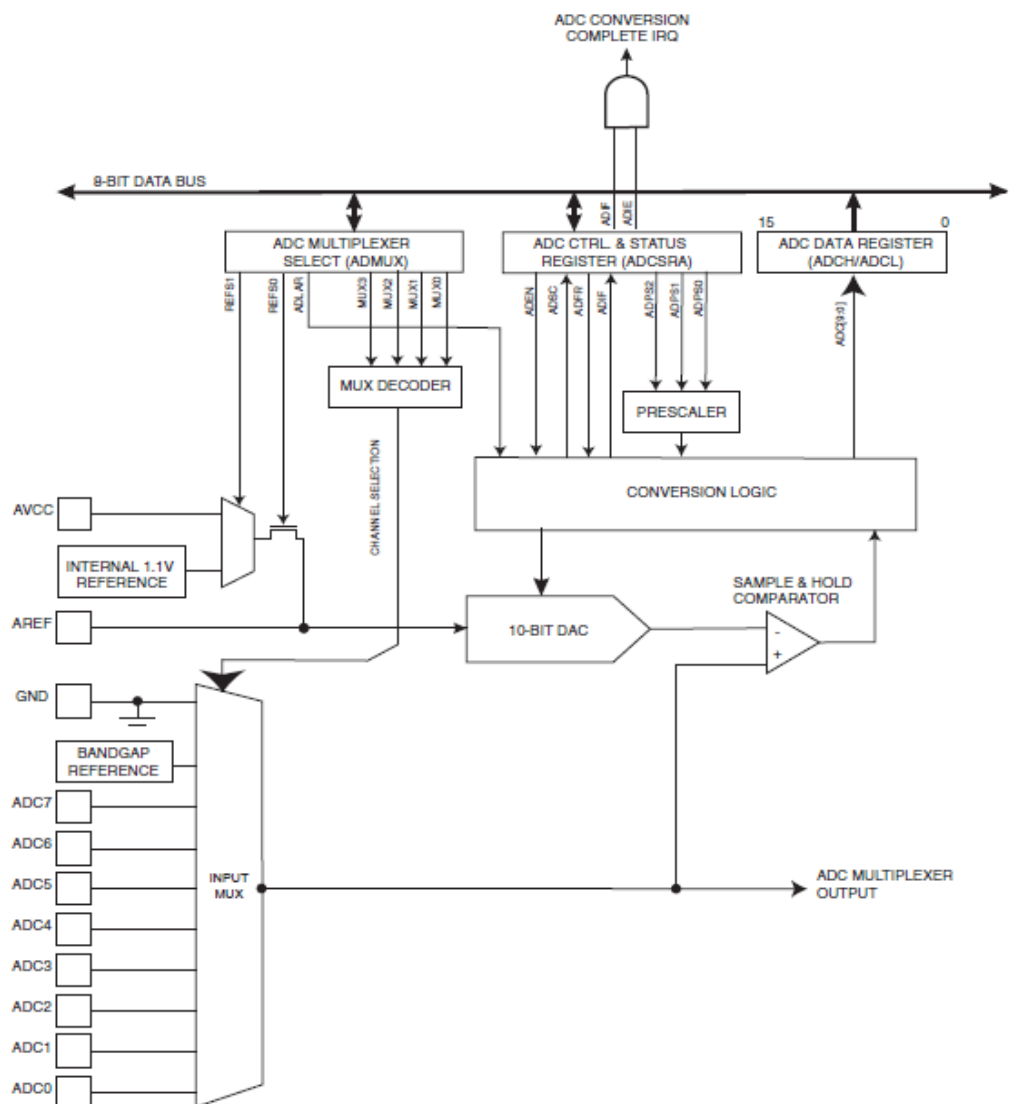 ADC CONVERSION
COMPLETE IRQ
8-BIT DATA BUS
ADIF
ADIE
15
0
ADC MULTIPLEXER
SELECT (ADMUX)
ADC CTRL. & STATUS
REGISTER (ADCSRA)
ADC DATA REGISTER
(ADCH/ADCL)
REFS1
REFS0
ADLAR
MUX3
MUX2
MUX1
MUX0
ADEN
ADSC
ADFR
ADIF
ADPS2
ADPS1
ADPS0
ADC[9:0]
MUX DECODER
PRESCALER
CHANNEL SELECTION
CONVERSION LOGIC
AVCC
INTERNAL 1.1V
REFERENCE
SAMPLE & HOLD
COMPARATOR
AREF
10-BIT DAC
-
+
GND
BANDGAP
REFERENCE
ADC7
ADC6
ADC5
INPUT
MUX
ADC MULTIPLEXER
OUTPUT
ADC4
ADC3
ADC2
ADC1
ADC0